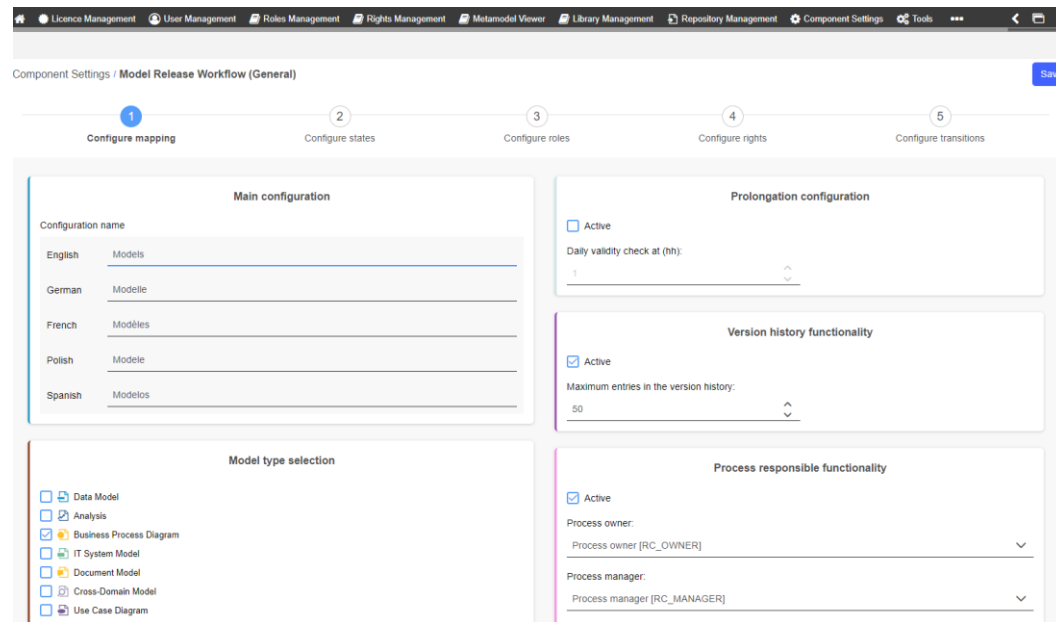 Licence Management User Management Roles Management Rights Management Metamodel Viewer Library Management Repository Management Component Settings Tools •••
Component Settings / Model Release Workflow (General)
Sav
1 2 3 4 5
Configure mapping Configure states Configure roles Configure rights Configure transitions
Main configuration
Configuration name
English Models
German Modelle
French Modèles
Polish Modele
Spanish Modelos
Model type selection
Data Model
Analysis
Business Process Diagram
IT System Model
Document Model
Cross-Domain Model
Use Case Diagram
Prolongation configuration
Active
Daily validity check at (hh):
1
Version history functionality
Active
Maximum entries in the version history:
50
Process responsible functionality
Active
Process owner:
Process owner [RC_OWNER]
Process manager:
Process manager [RC_MANAGER]